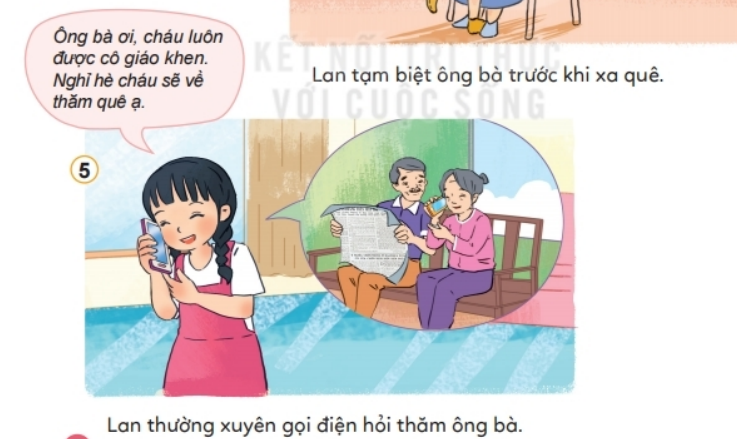 Ông bà ơi, cháu luôn
được cô giáo khen.
Nghỉ hè cháu sẽ về
thăm quê ạ.
KẾT NỐI TRI THỨC
VỚI CUỘC SỐNG
Lan tạm biệt ông bà trước khi xa quê.
5
Lan thường xuyên gọi điện hỏi thăm ông bà.